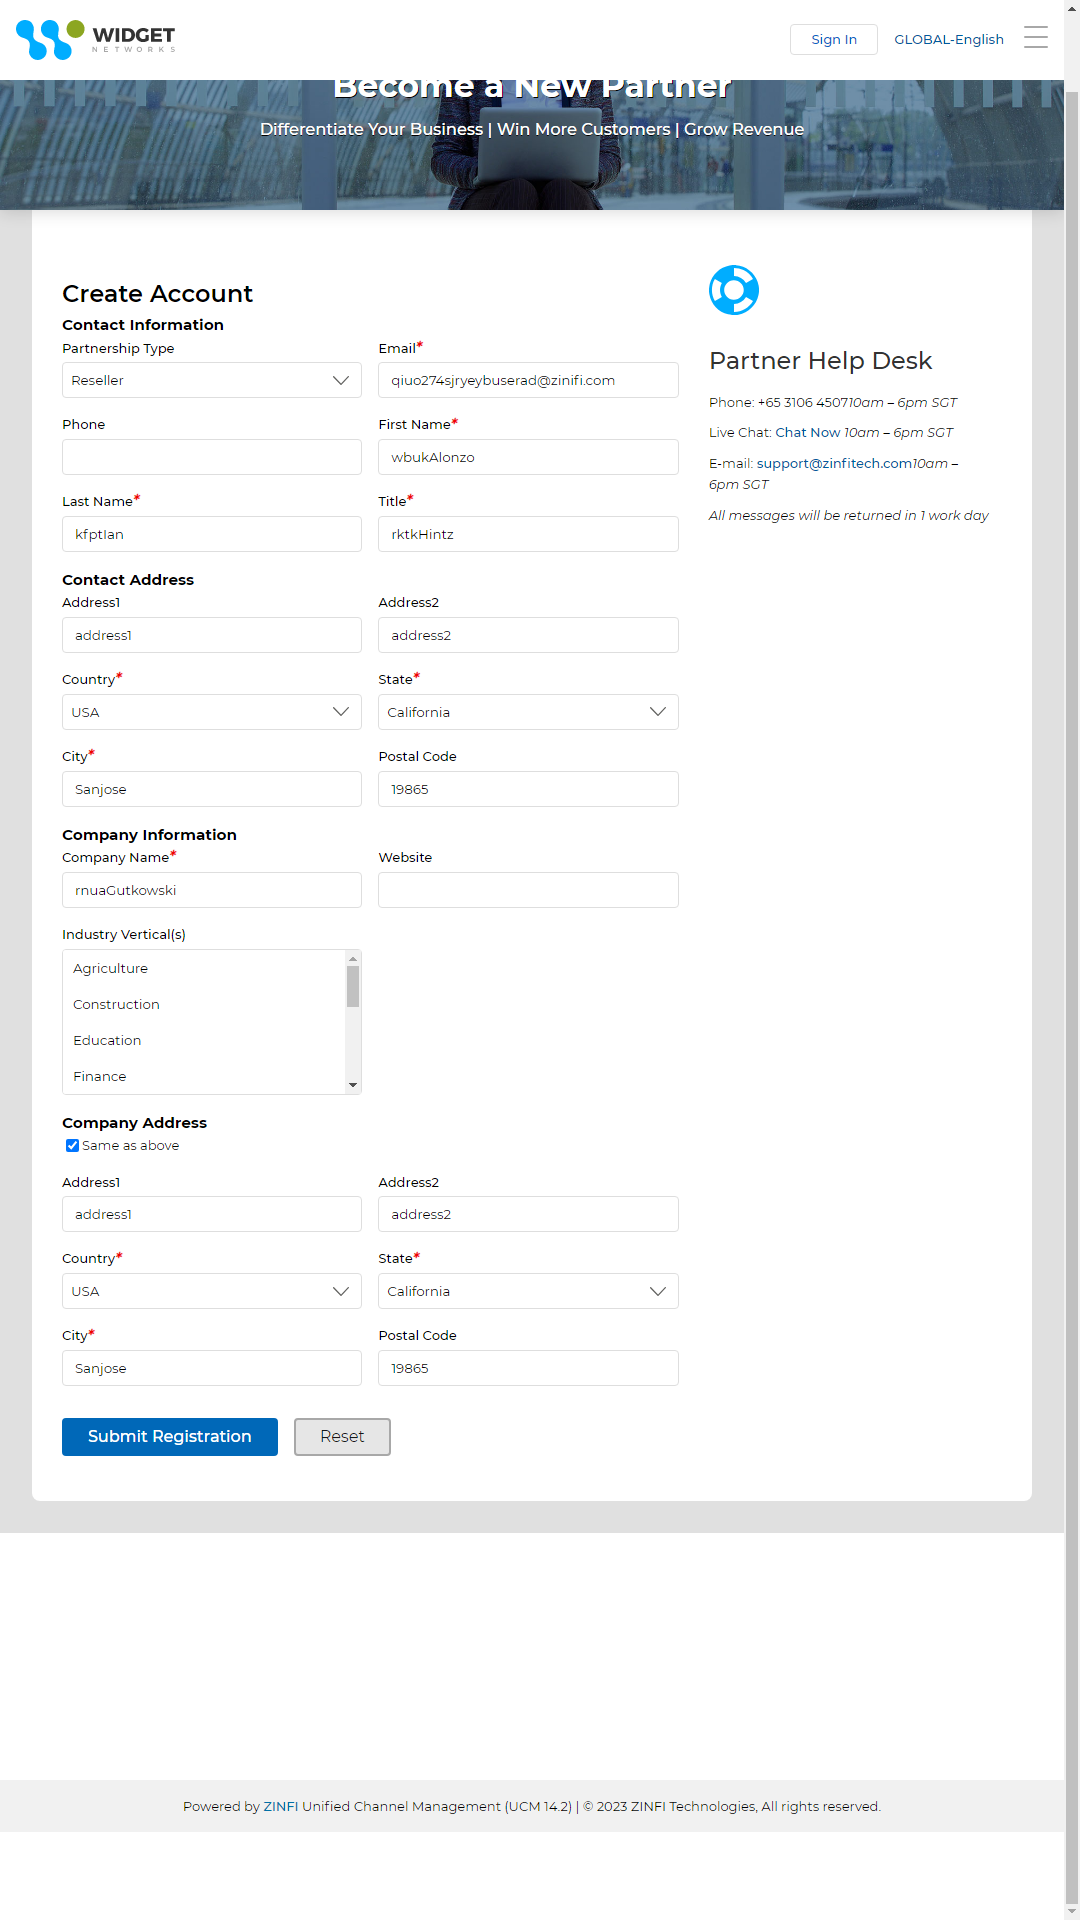 WIDGET
NETWORKS
Sign In
GLOBAL-English
Become a New Partner
Differentiate Your Business | Win More Customers | Grow Revenue
Create Account
Contact Information
Partnership Type
Email*
Reseller
qiuo274sjryeybuserad@zinifi.com
Phone
First Name*
wbukAlonzo
Last Name*
Title*
kfptIan
rktkHintz
Contact Address
Address1
Address2
address1
address2
Country*
State*
USA
California
City*
Postal Code
Sanjose
19865
Company Information
Company Name*
Website
rnuaGutkowski
Industry Vertical(s)
Agriculture
Construction
Education
Finance
Company Address
Same as above
Address1
Address2
address1
address2
Country*
State*
USA
California
City*
Postal Code
Sanjose
19865
Submit Registration
Reset
Partner Help Desk
Phone: +65 3106 450710am – 6pm SGT
Live Chat: Chat Now 10am – 6pm SGT
E-mail: support@zinfitech.com10am –
6pm SGT
All messages will be returned in 1 work day
Powered by ZINFI Unified Channel Management (UCM 14.2) | © 2023 ZINFI Technologies, All rights reserved.